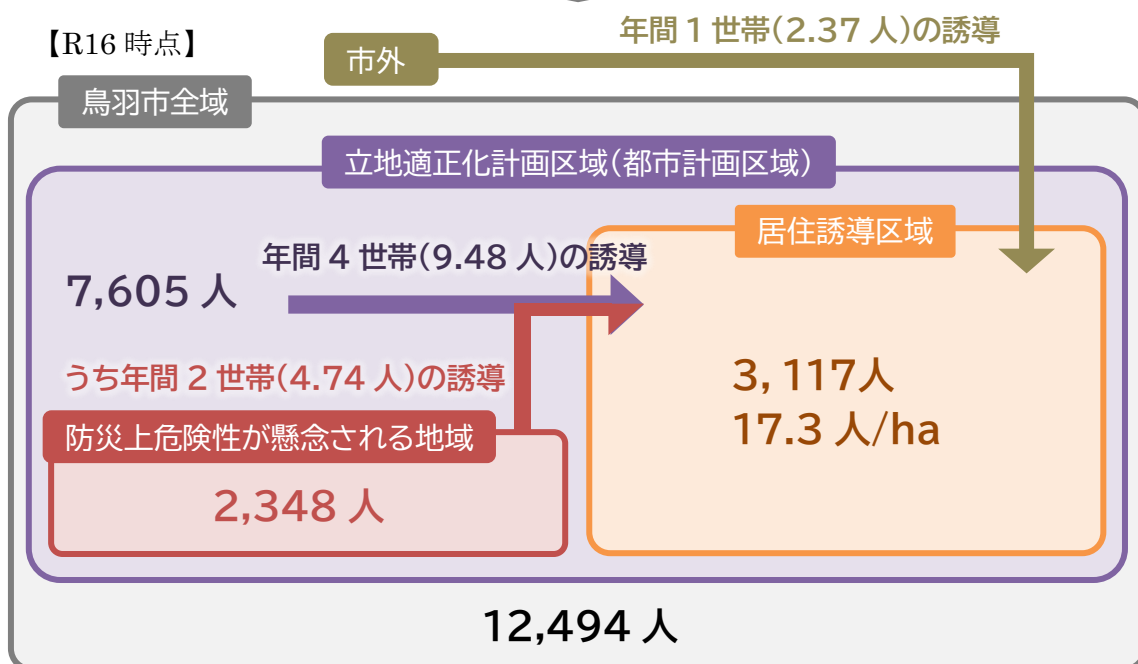 【R16 時点】
年間 1 世帯(2.37 人)の誘導
市外
鳥羽市全域
立地適正化計画区域(都市計画区域)
居住誘導区域
年間 4 世帯(9.48 人)の誘導
7,605 人
うち年間 2 世帯(4.74 人)の誘導
3,117人
17.3 人/ha
防災上危険性が懸念される地域
2,348 人
12,494 人